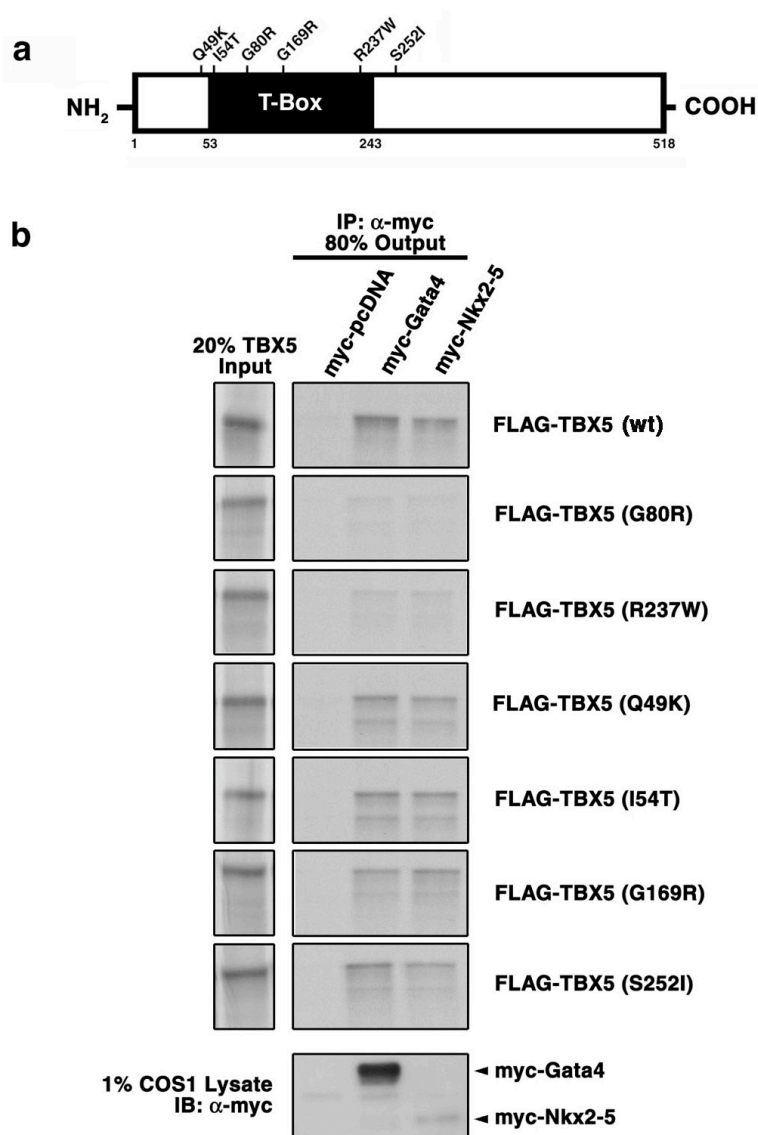 a
Q49K
I54T
G80R
G169R
R237W
S252I
NH2
T-Box
COOH
1
53
243
518
b
IP: α-myc
80% Output
myc-pcDNA
myc-Gata4
myc-Nkx2-5
20% TBX5
Input
FLAG-TBX5 (wt)
FLAG-TBX5 (G80R)
FLAG-TBX5 (R237W)
FLAG-TBX5 (Q49K)
FLAG-TBX5 (I54T)
FLAG-TBX5 (G169R)
FLAG-TBX5 (S252I)
1% COS1 Lysate
IB: α-myc
myc-Gata4
myc-Nkx2-5